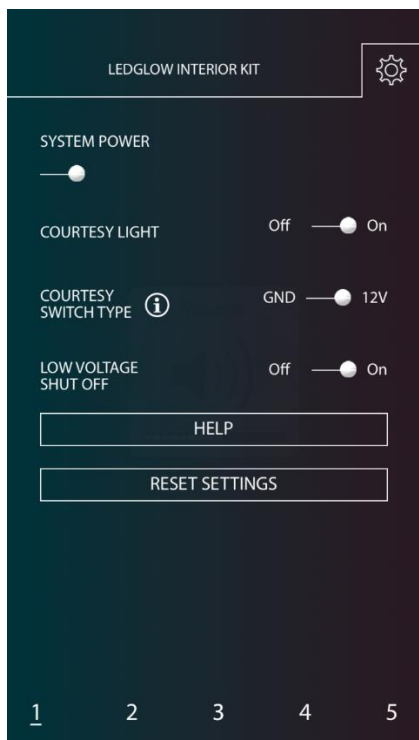 LEDGLOW INTERIOR KIT
SYSTEM POWER
COURTESY LIGHT
Off
On
COURTESY
SWITCH TYPE
i
GND
12V
LOW VOLTAGE
SHUT OFF
Off
On
HELP
RESET SETTINGS
1 2 3 4 5